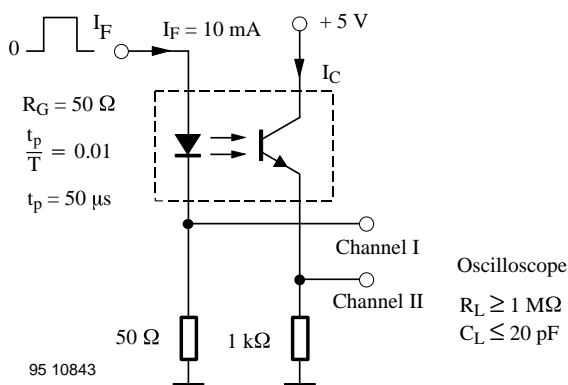 0
I_F
I_F = 10 mA
+ 5 V
I_C
R_G = 50 Ω
t_p/T = 0.01
t_p = 50 μs
Channel I
Channel II
Oscilloscope
R_L ≥ 1 MΩ
C_L ≤ 20 pF
50 Ω
1 kΩ
95 10843